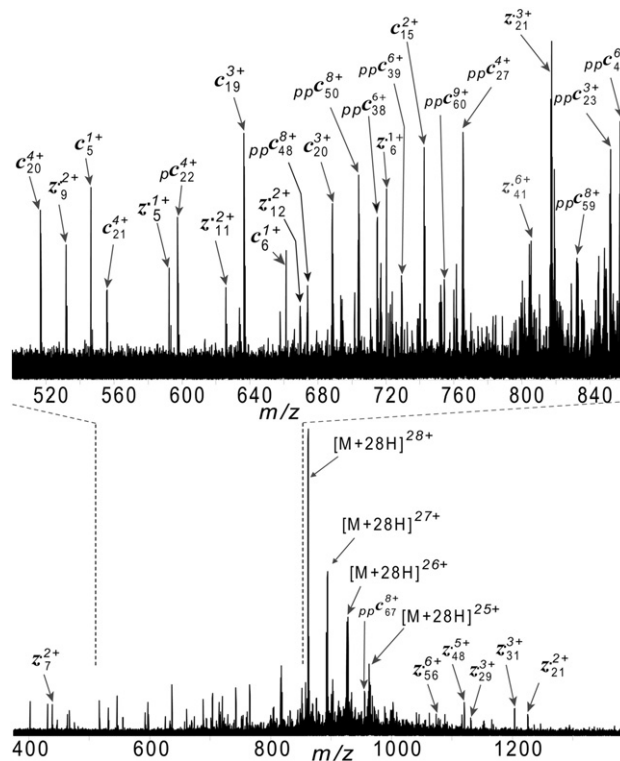 z•₂₁³⁺
c₁₅²⁺
ppc₃₉⁶⁺
ppc₄⁶
c₁₉³⁺
ppc₅₀⁸⁺
ppc₂₇⁴⁺
ppc₃₈⁶⁺
ppc₆₀⁹⁺
ppc₂₃³⁺
c₅¹⁺
ppc₄₈⁸⁺
c₂₀³⁺
z•₆¹⁺
c₂₀⁴⁺
z•₉²⁺
pc₂₂⁴⁺
z•₁₂²⁺
z•₄₁⁶⁺
c₂₁⁴⁺
z•₅¹⁺
z•₁₁²⁺
c₆¹⁺
ppc₅₉⁸⁺
520 560 600 640 680 720 760 800 840
m/z
[M+28H]²⁸⁺
[M+28H]²⁷⁺
[M+28H]²⁶⁺
ppc₆₇⁸⁺
[M+28H]²⁵⁺
z•₇²⁺
z•₅₆⁶⁺
z•₄₈⁵⁺
z•₂₉³⁺
z•₃₁³⁺
z•₂₁²⁺
400 600 800 1000 1200
m/z